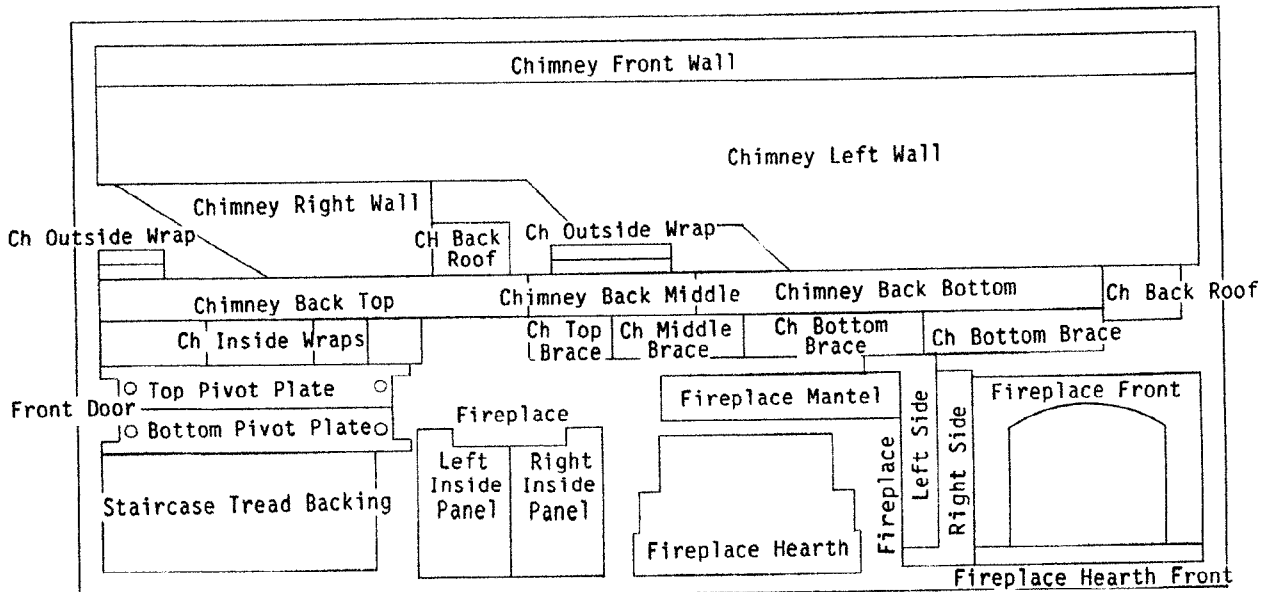 Chimney Front Wall
Chimney Left Wall
Chimney Right Wall
Ch Outside Wrap
CH Back
Roof
Ch Outside Wrap
Chimney Back Top
Chimney Back Middle
Chimney Back Bottom
Ch Back Roof
Ch Inside Wraps
Ch Top
Brace
Ch Middle
Brace
Ch Bottom
Brace
Ch Bottom Brace
Top Pivot Plate
Front Door
Bottom Pivot Plate
Staircase Tread Backing
Fireplace
Left
Inside
Panel
Right
Inside
Panel
Fireplace Mantel
Fireplace Hearth
Fireplace
Left Side
Right Side
Fireplace Front
Fireplace Hearth Front